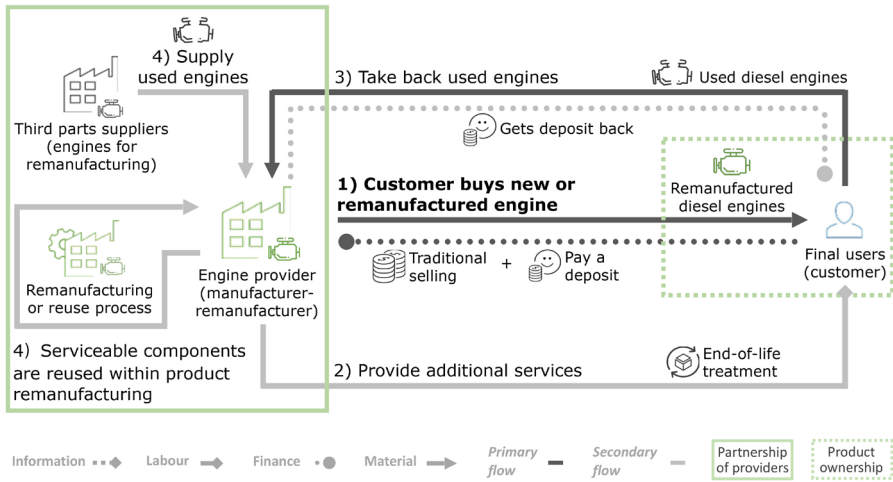 4) Supply
used engines
Third parts suppliers
(engines for
remanufacturing)
3) Take back used engines
Used diesel engines
Gets deposit back
1) Customer buys new or
remanufactured engine
Remanufactured
diesel engines
Traditional
selling
+
Pay a
deposit
Final users
(customer)
Engine provider
(manufacturer-
remanufacturer)
Remanufacturing
or reuse process
4) Serviceable components
are reused within product
remanufacturing
2) Provide additional services
End-of-life
treatment
Information
Labour
Finance
Material
Primary
flow
Secondary
flow
Partnership
of providers
Product
ownership